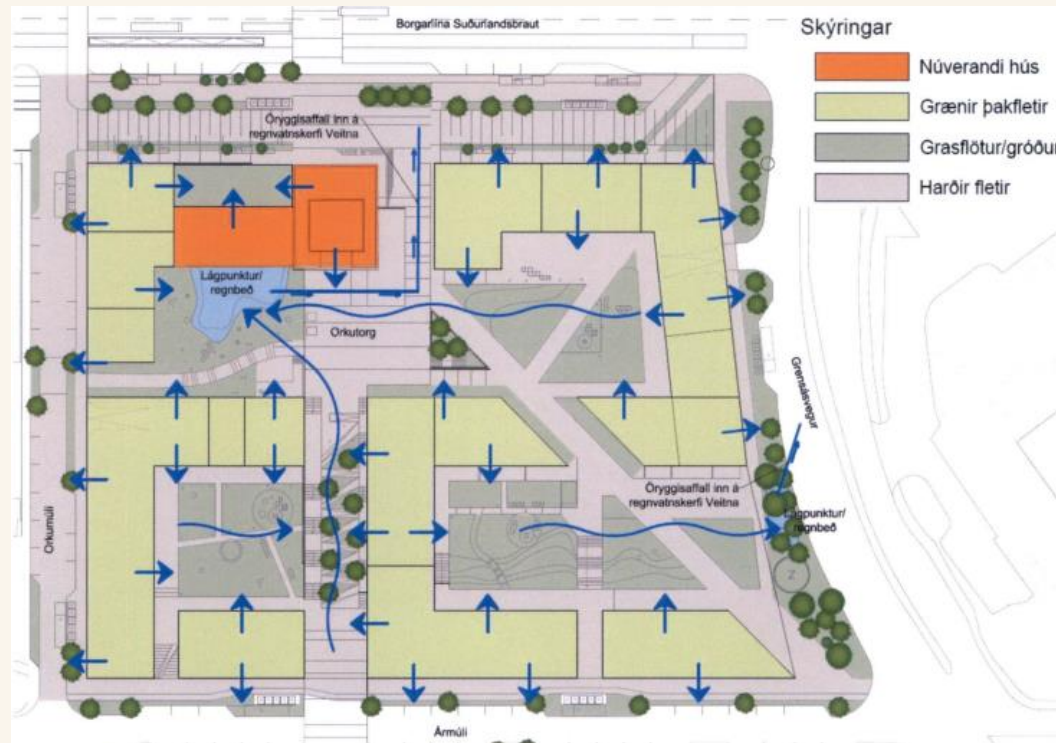 Borgarlína Suðurlandsbraut
Skýringar
Núverandi hús
Grænir þakfletir
Grasflötur/gróður
Harðir fletir
Öryggisaffall inn á
regnvatnskerfi Veitna
Lágpunktur/
regnbeð
Orkutorg
Grensásvegur
Öryggisaffall inn á
regnvatnskerfi Veitna
Lágpunktur/
regnbeð
Orkumúli
Z
Ármúli